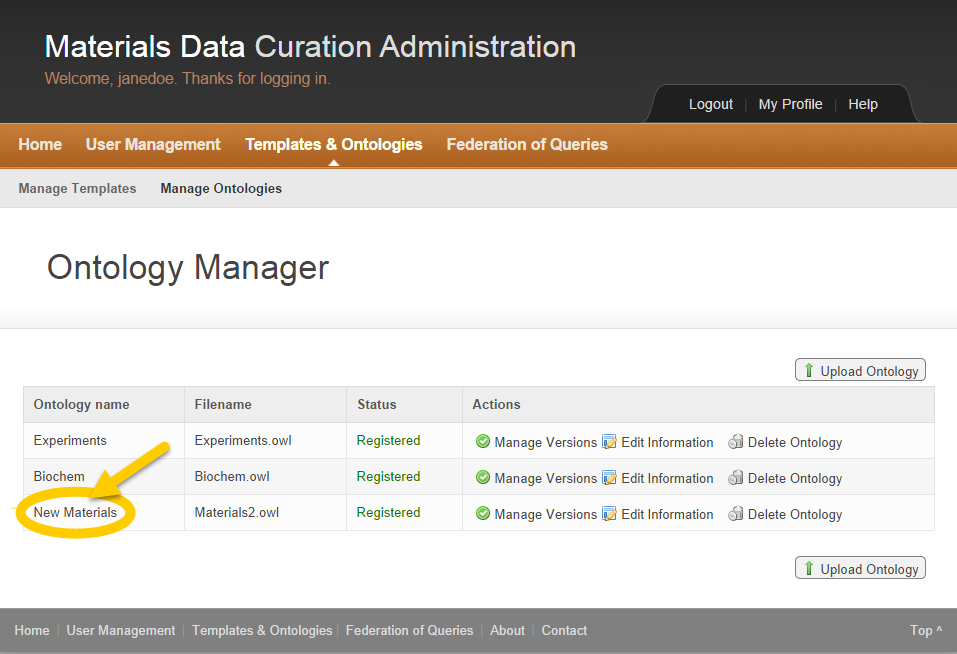 Materials Data Curation Administration
Welcome, janedoe. Thanks for logging in.
Logout | My Profile | Help
Home User Management Templates & Ontologies Federation of Queries
Manage Templates Manage Ontologies
Ontology Manager
Upload Ontology
Ontology name Filename Status Actions
Experiments Experiments.owl Registered Manage Versions Edit Information Delete Ontology
Biochem Biochem.owl Registered Manage Versions Edit Information Delete Ontology
New Materials Materials2.owl Registered Manage Versions Edit Information Delete Ontology
Upload Ontology
Home | User Management | Templates & Ontologies | Federation of Queries | About | Contact Top ^